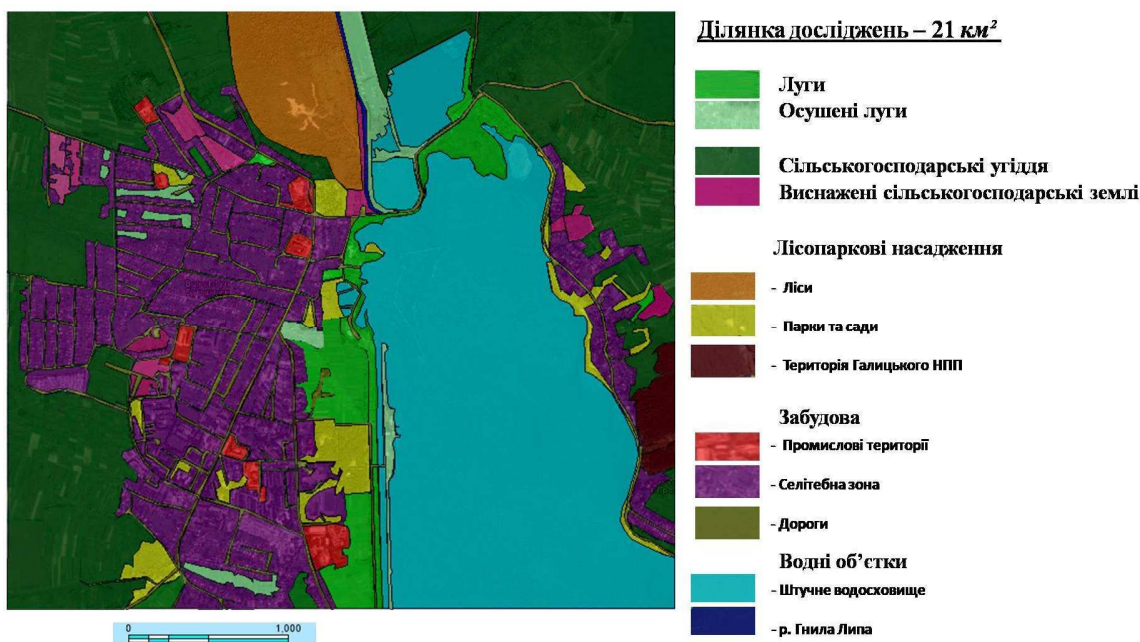 Ділянка досліджень – 21 км²
Луги
Осушені луги
Сільськогосподарські угіддя
Виснажені сільськогосподарські землі
Лісопаркові насадження
- Ліси
- Парки та сади
- Територія Галицького НПП
Забудова
- Промислові території
- Селітебна зона
- Дороги
Водні об’єтки
- Штучне водосховище
- р. Гнила Липа
0 1,000